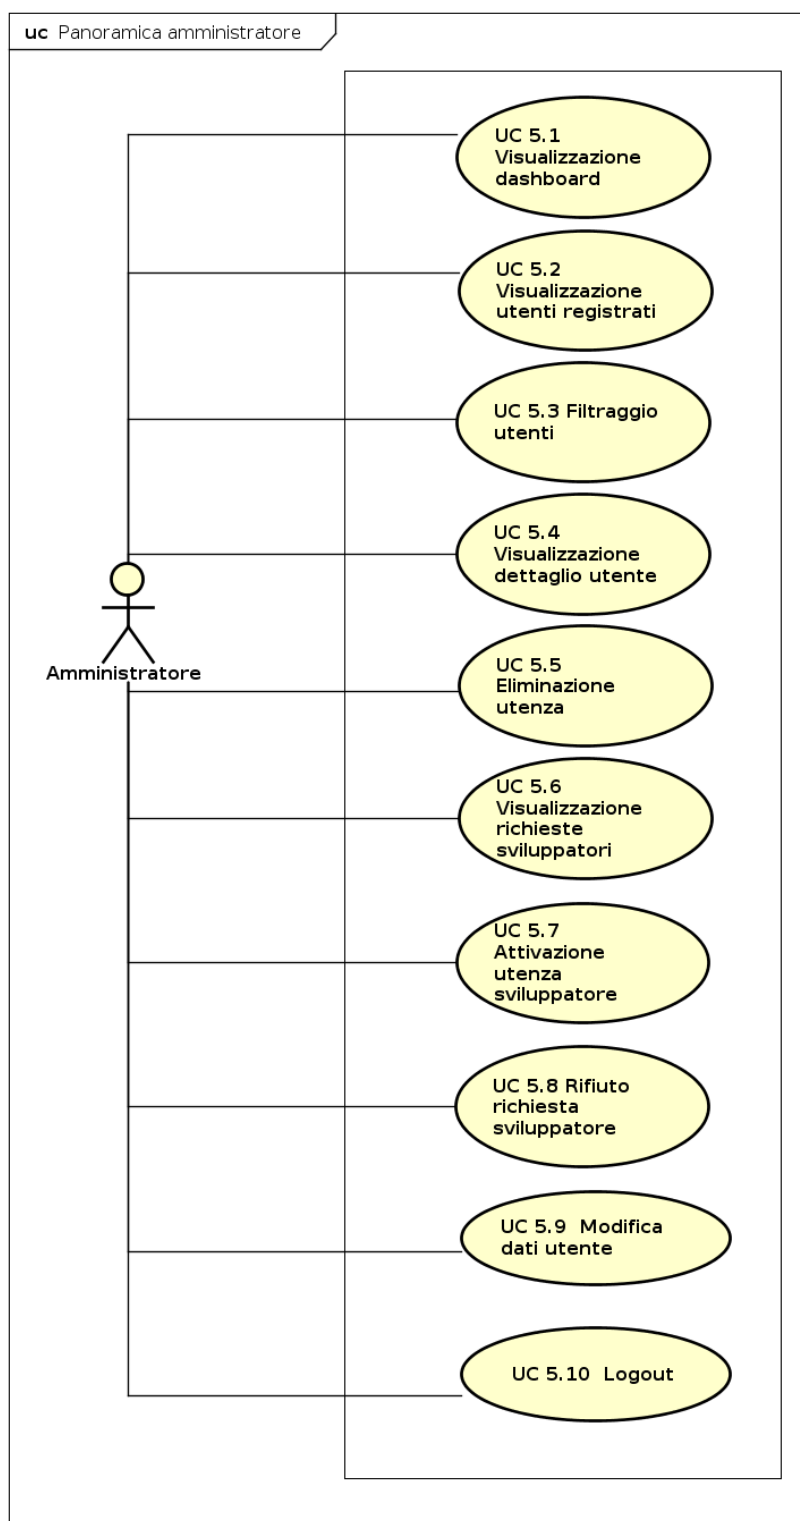 uc Panoramica amministratore
UC 5.1
Visualizzazione
dashboard
UC 5.2
Visualizzazione
utenti registrati
UC 5.3 Filtraggio
utenti
UC 5.4
Visualizzazione
dettaglio utente
Amministratore
UC 5.5
Eliminazione
utenza
UC 5.6
Visualizzazione
richieste
sviluppatori
UC 5.7
Attivazione
utenza
sviluppatore
UC 5.8 Rifiuto
richiesta
sviluppatore
UC 5.9 Modifica
dati utente
UC 5.10 Logout